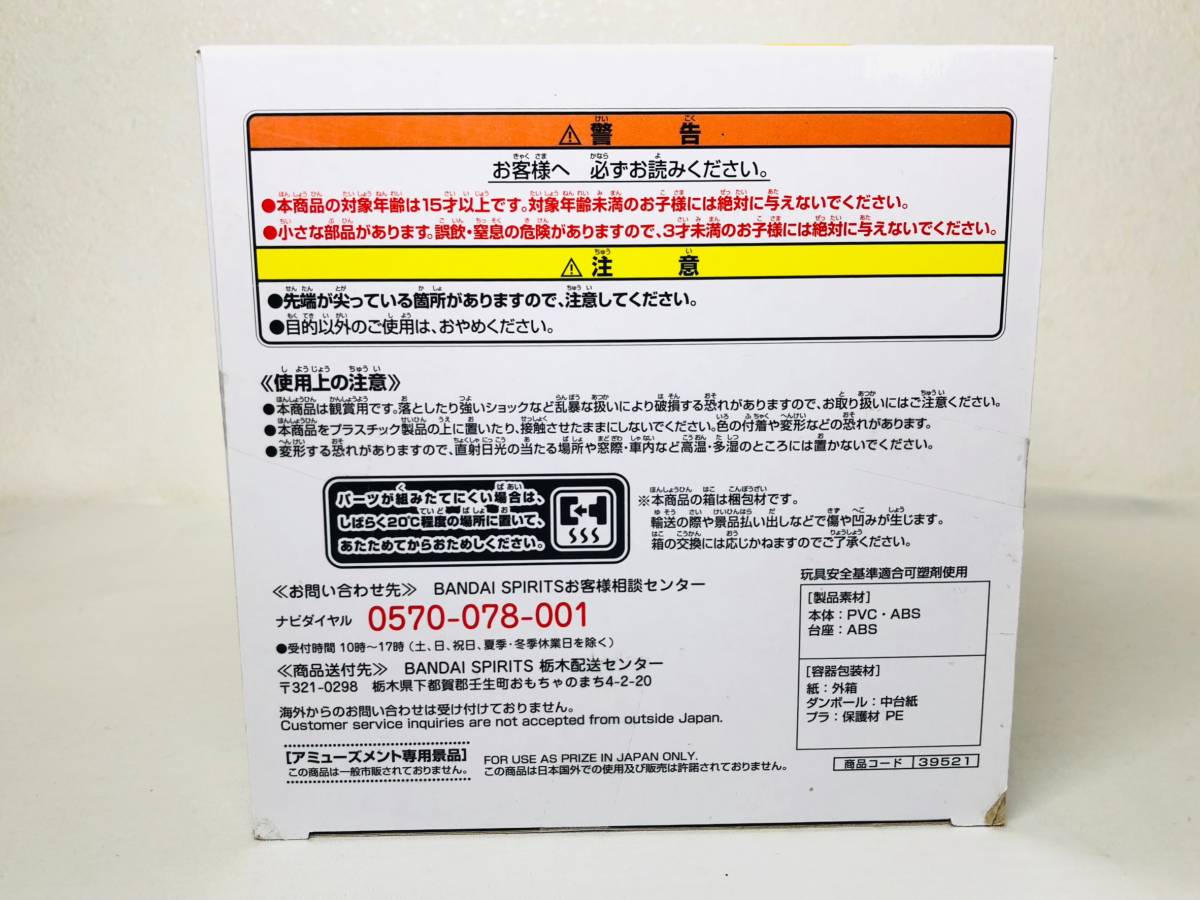 ⚠ 警告
お客様へ 必ずお読みください。
●本商品の対象年齢は15才以上です。対象年齢未満のお子様には絶対に与えないでください。
●小さな部品があります。誤飲・窒息の危険がありますので、3才未満のお子様には絶対に与えないでください。
⚠ 注意
●先端が尖っている箇所がありますので、注意してください。
●目的以外のご使用は、おやめください。
《使用上の注意》
●本商品は観賞用です。落としたり強いショックなど乱暴な扱いにより破損する恐れがありますので、お取り扱いにはご注意ください。
●本商品をプラスチック製品の上に置いたり、接触させたままにしないでください。色の付着や変形などの恐れがあります。
●変形する恐れがありますので、直射日光の当たる場所や窓際・車内など高温・多湿のところには置かないでください。
パーツが組みたてにくい場合は、
しばらく20℃程度の場所に置いて、
あたためてからおためしください。
※本商品の箱は梱包材です。
輸送の際や景品払い出しなどで傷や凹みが生じます。
箱の交換には応じかねますのでご了承ください。
≪お問い合わせ先≫ BANDAI SPIRITSお客様相談センター
ナビダイヤル 0570-078-001
●受付時間 10時〜17時(土、日、祝日、夏季・冬季休業日を除く)
≪商品送付先≫ BANDAI SPIRITS 栃木配送センター
〒321-0298 栃木県下都賀郡壬生町おもちゃのまち4-2-20
海外からのお問い合わせは受け付けておりません。
Customer service inquiries are not accepted from outside Japan.
[アミューズメント専用景品]
この商品は一般市販されておりません。
FOR USE AS PRIZE IN JAPAN ONLY.
この商品は日本国外での使用及び販売は許諾されておりません。
玩具安全基準適合可塑剤使用
[製品素材]
本体:PVC・ABS
台座:ABS
[容器包装材]
紙:外箱
ダンボール:中台紙
プラ:保護材 PE
商品コード 39521